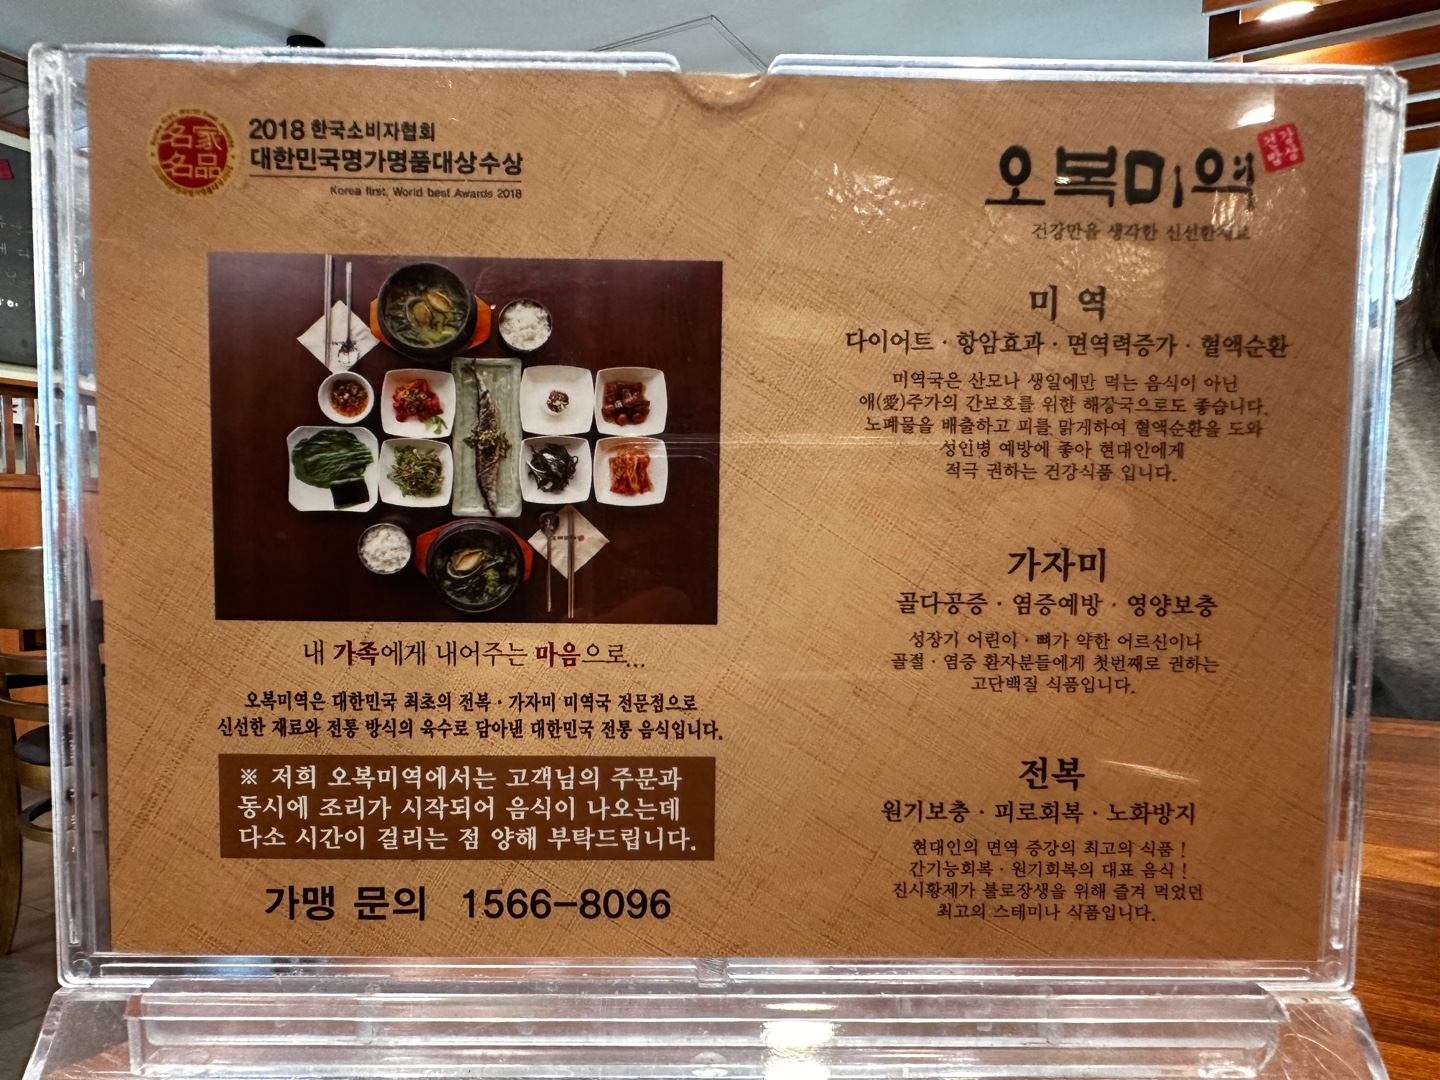 名家
名品
2018 한국소비자협회
대한민국명가명품대상수상
Korea first, World best Awards 2018
내 가족에게 내어주는 마음으로...
오복미역은 대한민국 최초의 전복·가자미 미역국 전문점으로
신선한 재료와 전통 방식의 육수로 담아낸 대한민국 전통 음식입니다.
※ 저희 오복미역에서는 고객님의 주문과
동시에 조리가 시작되어 음식이 나오는데
다소 시간이 걸리는 점 양해 부탁드립니다.
가맹 문의 1566-8096
오복미역
건강
밥상
건강만을 생각한 신선한재료
미역
다이어트 · 항암효과 · 면역력증가 · 혈액순환
미역국은 산모나 생일에만 먹는 음식이 아닌
애(愛)주가의 간보호를 위한 해장국으로도 좋습니다.
노폐물을 배출하고 피를 맑게하여 혈액순환을 도와
성인병 예방에 좋아 현대인에게
적극 권하는 건강식품 입니다.
가자미
골다공증 · 염증예방 · 영양보충
성장기 어린이 · 뼈가 약한 어르신이나
골절 · 염증 환자분들에게 첫번째로 권하는
고단백질 식품입니다.
전복
원기보충 · 피로회복 · 노화방지
현대인의 면역 증강의 최고의 식품 !
간기능회복 · 원기회복의 대표 음식 !
진시황제가 불로장생을 위해 즐겨 먹었던
최고의 스테미나 식품입니다.